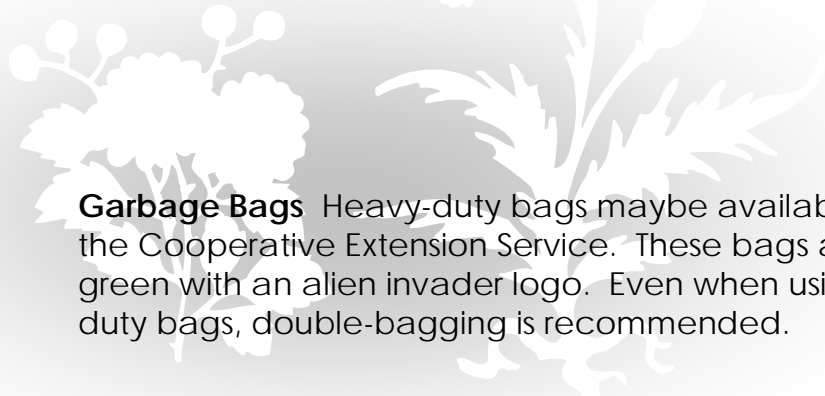 Garbage Bags  Heavy-duty bags maybe availab
the Cooperative Extension Service.  These bags a
green with an alien invader logo.  Even when usi
duty bags, double-bagging is recommended.